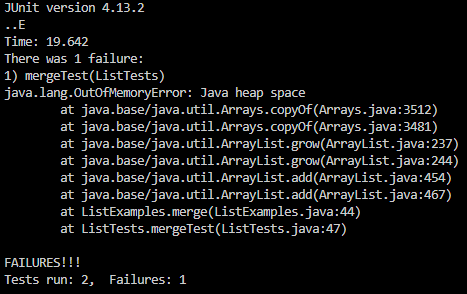 JUnit version 4.13.2
..E
Time: 19.642
There was 1 failure:
1) mergeTest(ListTests)
java.lang.OutOfMemoryError: Java heap space
        at java.base/java.util.Arrays.copyOf(Arrays.java:3512)
        at java.base/java.util.Arrays.copyOf(Arrays.java:3481)
        at java.base/java.util.ArrayList.grow(ArrayList.java:237)
        at java.base/java.util.ArrayList.grow(ArrayList.java:244)
        at java.base/java.util.ArrayList.add(ArrayList.java:454)
        at java.base/java.util.ArrayList.add(ArrayList.java:467)
        at ListExamples.merge(ListExamples.java:44)
        at ListTests.mergeTest(ListTests.java:47)

FAILURES!!!
Tests run: 2,  Failures: 1